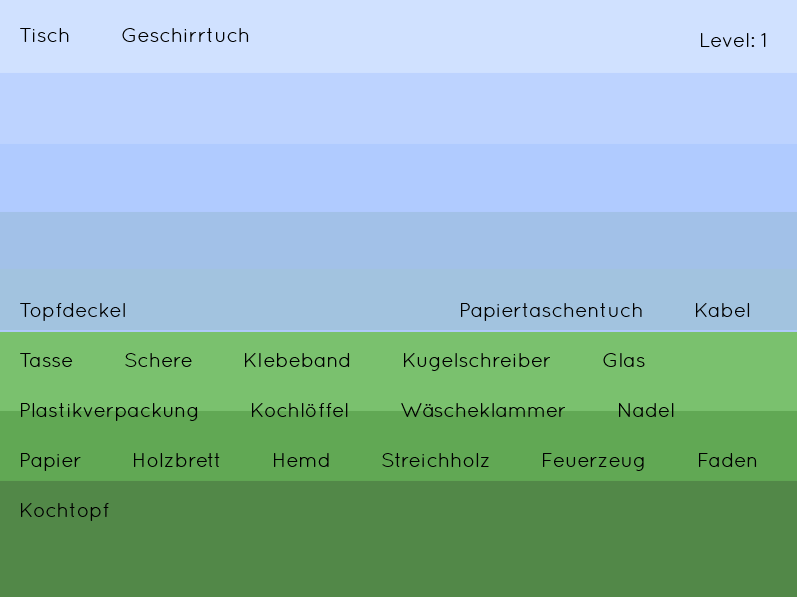 Tisch Geschirrtuch
Level: 1
Topfdeckel Papiertaschentuch Kabel
Tasse Schere Klebeband Kugelschreiber Glas
Plastikverpackung Kochlöffel Wäscheklammer Nadel
Papier Holzbrett Hemd Streichholz Feuerzeug Faden
Kochtopf